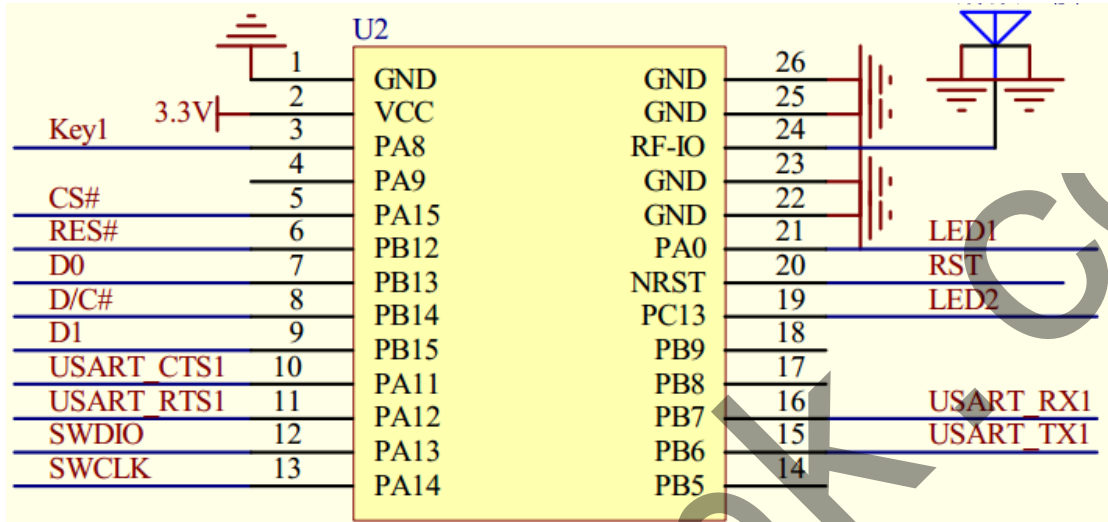 U2
1 GND GND 26
3.3V 2 VCC GND 25
Key1 3 PA8 RF-IO 24
4 PA9 GND 23
CS# 5 PA15 GND 22
RES# 6 PB12 PA0 21 LED1
D0 7 PB13 NRST 20 RST
D/C# 8 PB14 PC13 19 LED2
D1 9 PB15 PB9 18
USART_CTS1 10 PA11 PB8 17
USART_RTS1 11 PA12 PB7 16 USART_RX1
SWDIO 12 PA13 PB6 15 USART_TX1
SWCLK 13 PA14 PB5 14